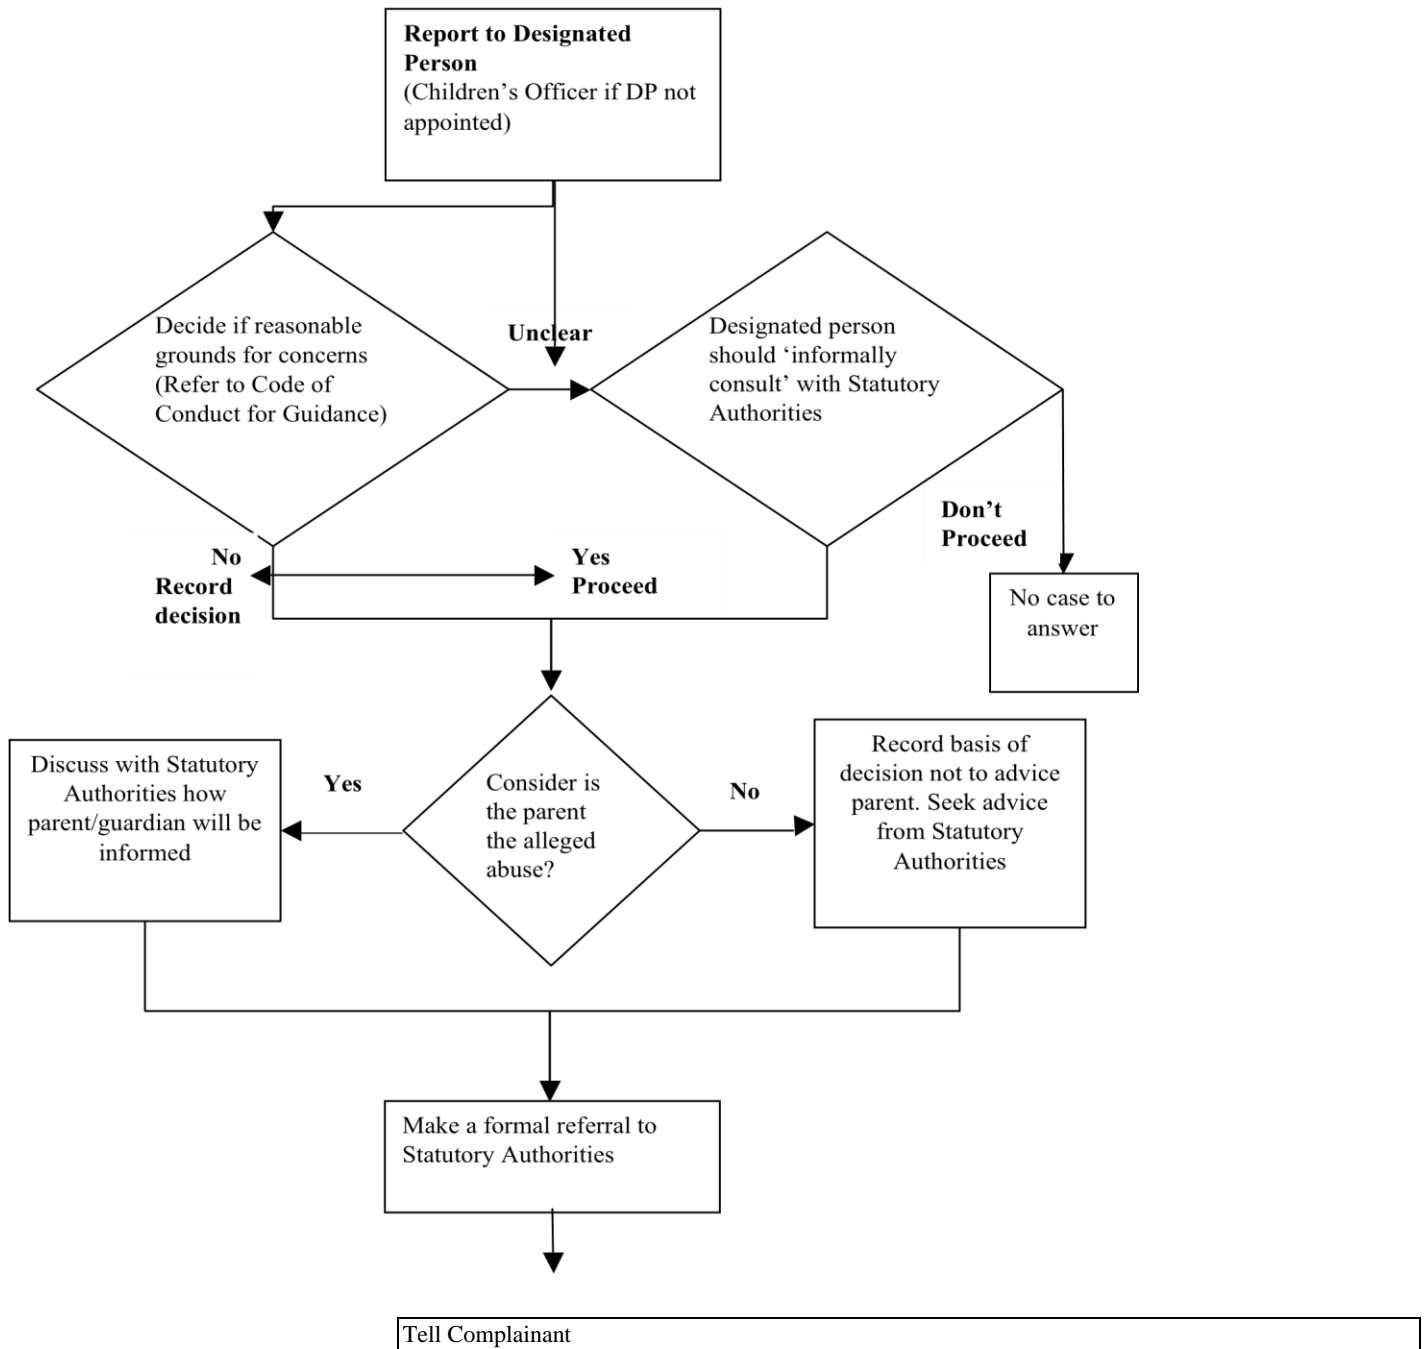 Report to Designated
Person
(Children’s Officer if DP not
appointed)
Unclear
Decide if reasonable
grounds for concerns
(Refer to Code of
Conduct for Guidance)
Designated person
should ‘informally
consult’ with Statutory
Authorities
Don’t
Proceed
No
Record
decision
Yes
Proceed
No case to
answer
Discuss with Statutory
Authorities how
parent/guardian will be
informed
Yes
Consider is
the parent
the alleged
abuse?
No
Record basis of
decision not to advice
parent. Seek advice
from Statutory
Authorities
Make a formal referral to
Statutory Authorities
Tell Complainant